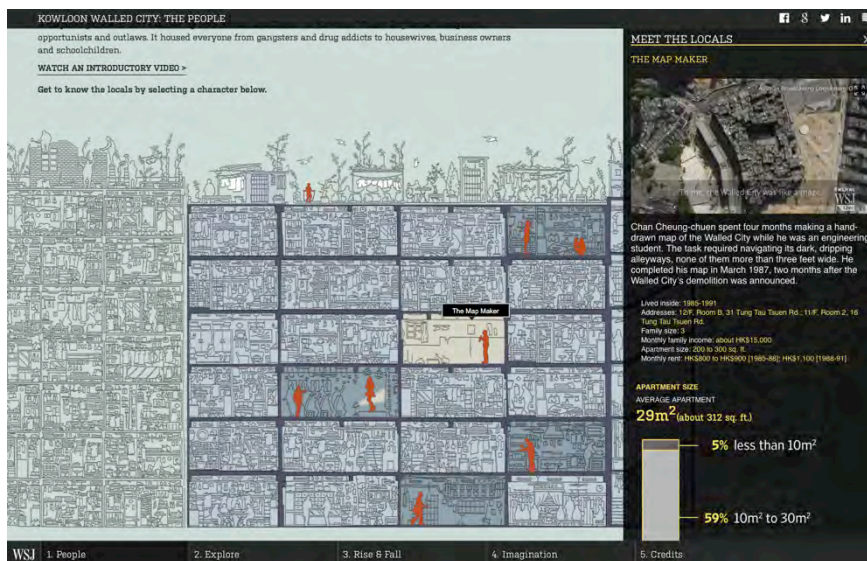 KOWLOON WALLED CITY: THE PEOPLE
opportunists and outlaws. It housed everyone from gangsters and drug addicts to housewives, business owners
and schoolchildren.
WATCH AN INTRODUCTORY VIDEO >
Get to know the locals by selecting a character below.
The Map Maker
MEET THE LOCALS
THE MAP MAKER
To me, the Walled City was like a maze.
WSJ
Chan Cheung-chuen spent four months making a hand-
drawn map of the Walled City while he was an engineering
student. The task required navigating its dark, dripping
alleyways, none of them more than three feet wide. He
completed his map in March 1987, two months after the
Walled City's demolition was announced.
Lived inside: 1985-1991
Addresses: 12/F, Room B, 31 Tung Tau Tsuen Rd.; 11/F. Room 2, 16
Tung Tau Tsuen Rd.
Family size: 3
Monthly family income: about HK$15,000
Apartment size: 200 to 300 sq. ft.
Monthly rent: HK$800 to HK$900 [1985-88]; HK$1,100 [1988-91]
APARTMENT SIZE
AVERAGE APARTMENT
29m² (about 312 sq. ft.)
5% less than 10m²
59% 10m² to 30m²
WSJ
1. People
2. Explore
3. Rise & Fall
4. Imagination
5. Credits